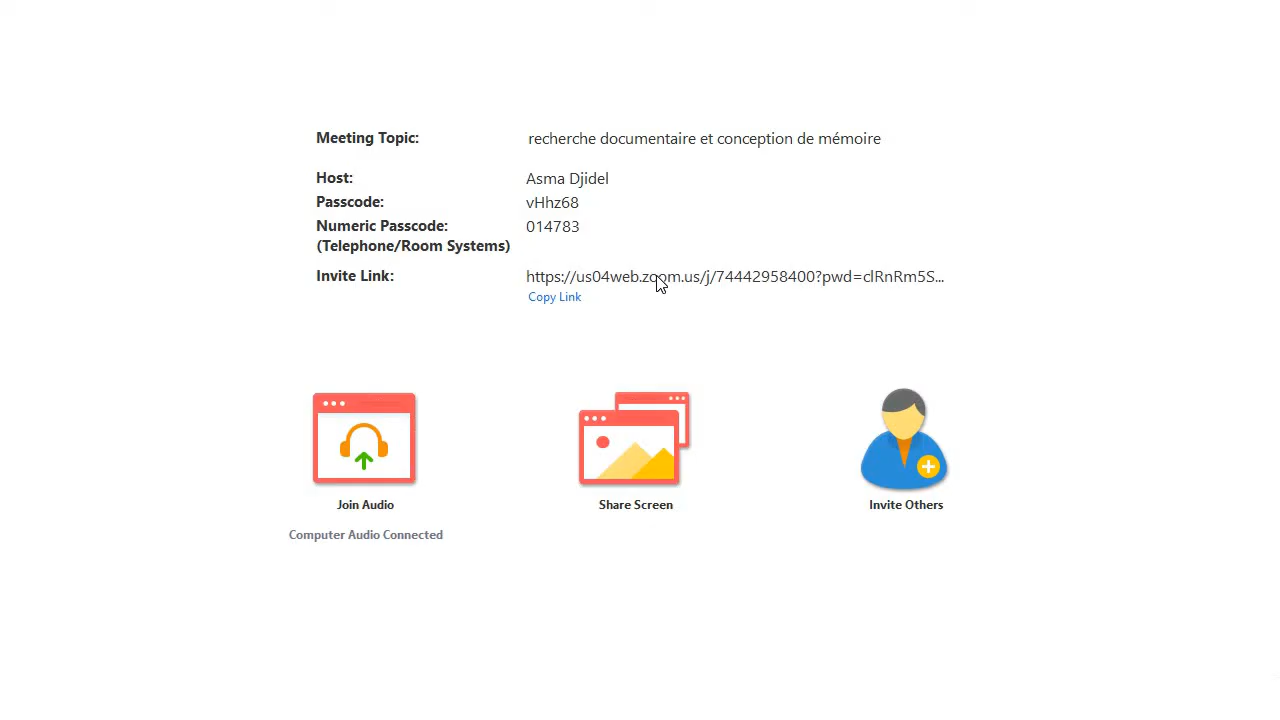 Meeting Topic: recherche documentaire et conception de mémoire
Host: Asma Djidel
Passcode: vHhz68
Numeric Passcode: 014783
(Telephone/Room Systems)
Invite Link: https://us04web.zoom.us/j/74442958400?pwd=clRnRm5S...
Copy Link
Join Audio Share Screen Invite Others
Computer Audio Connected